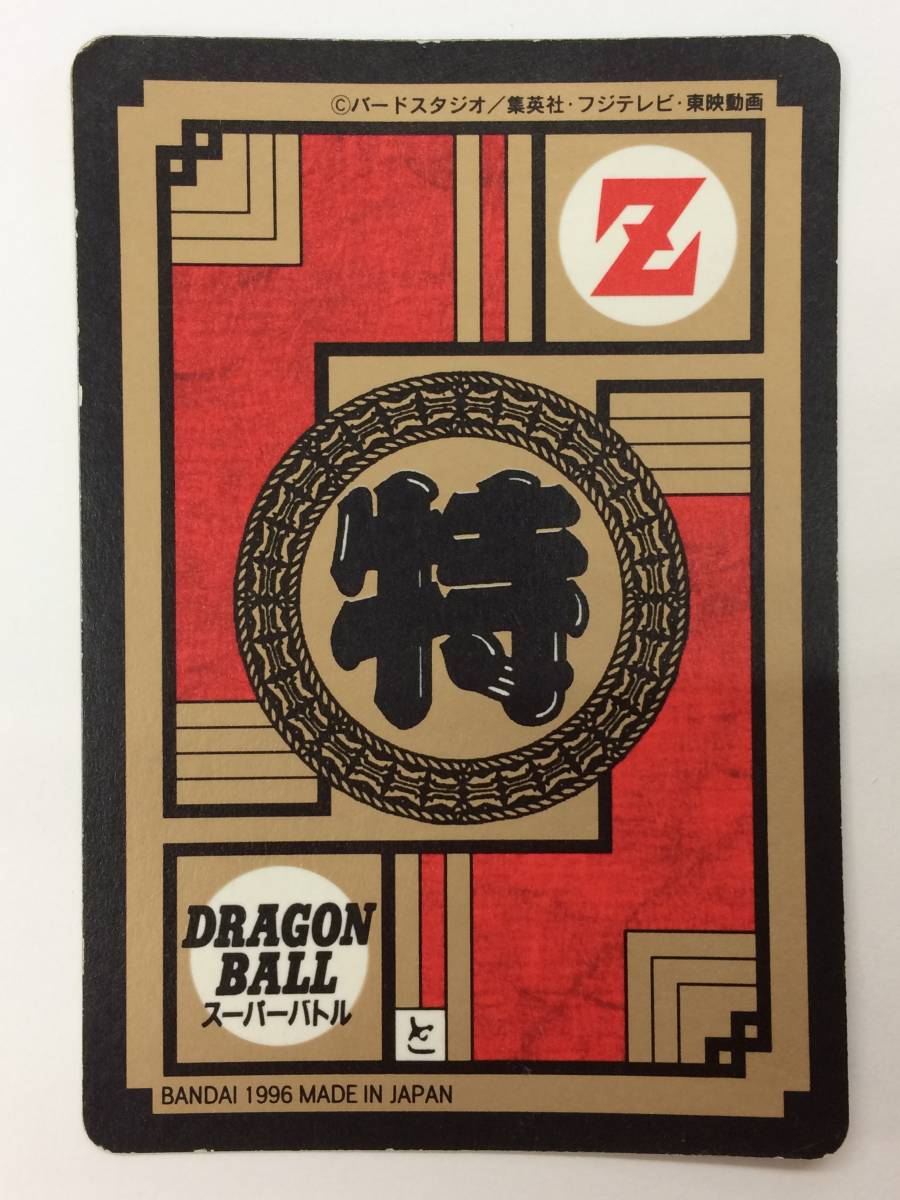 ©バードスタジオ／集英社・フジテレビ・東映動画
Z
特
DRAGON
BALL
スーパーバトル
と
BANDAI 1996 MADE IN JAPAN